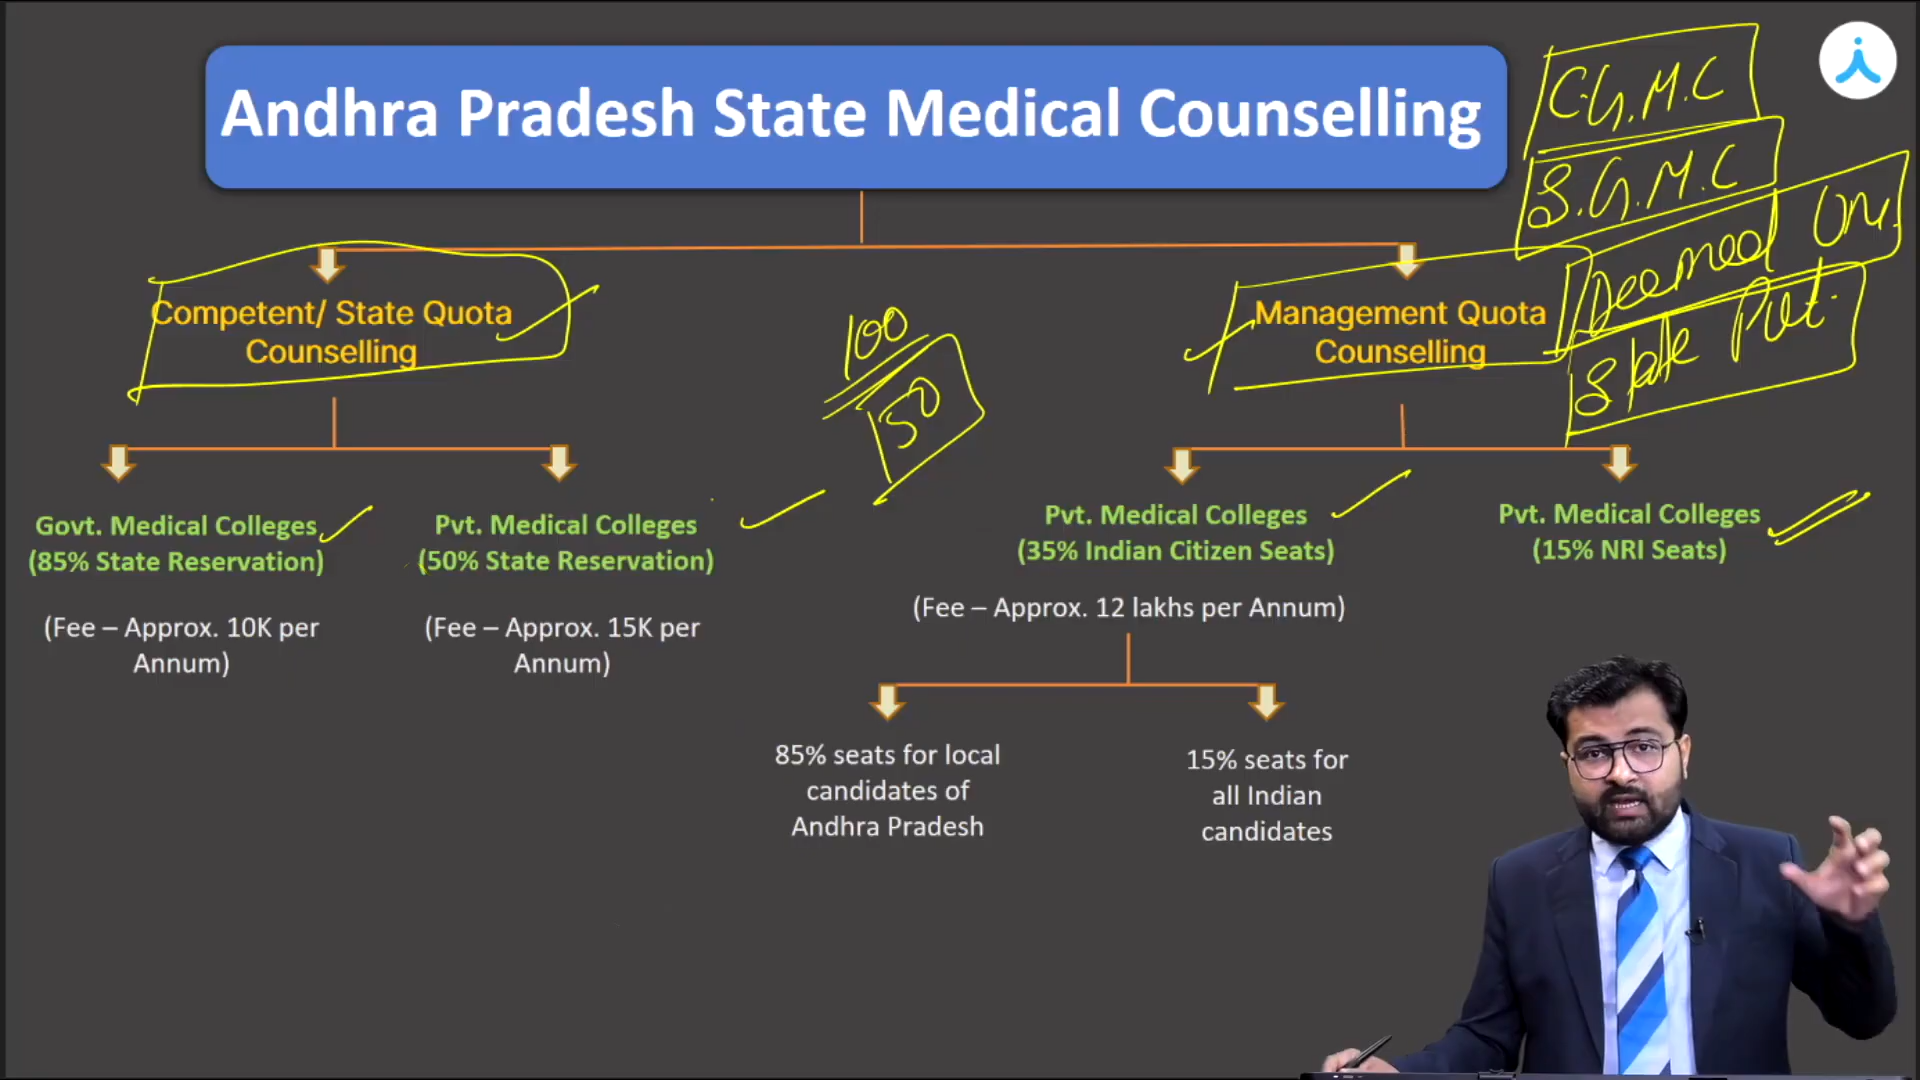 Andhra Pradesh State Medical Counselling
C.G.M.C
S.G.M.C
Deemed Uni.
State Pvt.
Competent/ State Quota
Counselling
100
50
Management Quota
Counselling
Govt. Medical Colleges
(85% State Reservation)
(Fee – Approx. 10K per
Annum)
Pvt. Medical Colleges
(50% State Reservation)
(Fee – Approx. 15K per
Annum)
Pvt. Medical Colleges
(35% Indian Citizen Seats)
(Fee – Approx. 12 lakhs per Annum)
Pvt. Medical Colleges
(15% NRI Seats)
85% seats for local
candidates of
Andhra Pradesh
15% seats for
all Indian
candidates